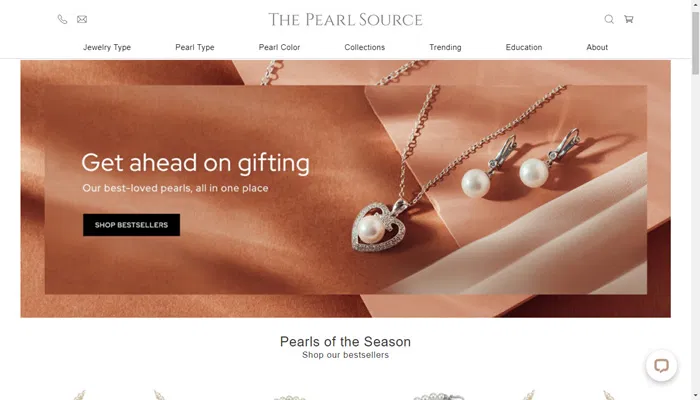 THE PEARL SOURCE
Jewelry Type Pearl Type Pearl Color Collections Trending Education About
Get ahead on gifting
Our best-loved pearls, all in one place
SHOP BESTSELLERS
Pearls of the Season
Shop our bestsellers